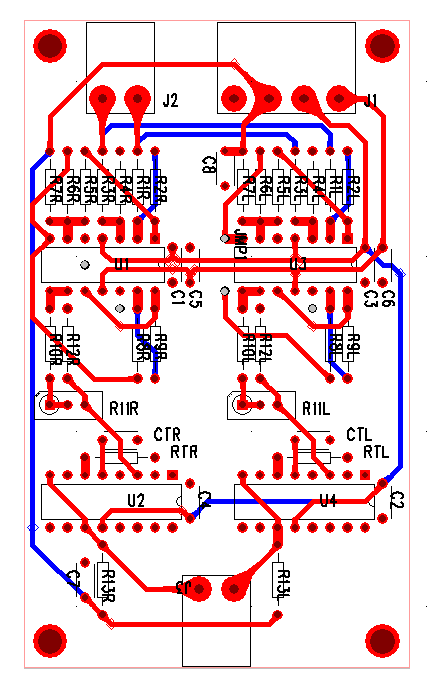 J2
J1
C8
R7R
R6R
R5R
R3R
R4R
R1R
R2R
R7L
R6L
R5L
R3L
R4L
R1L
R2L
JMP1
U1
U3
C1
C5
C3
C6
R10R
R12R
R8R
R9R
R10L
R12L
R8L
R9L
R11R
R11L
CTR
RTR
CTL
RTL
U2
U4
C2
C7
R13R
J3
R13L